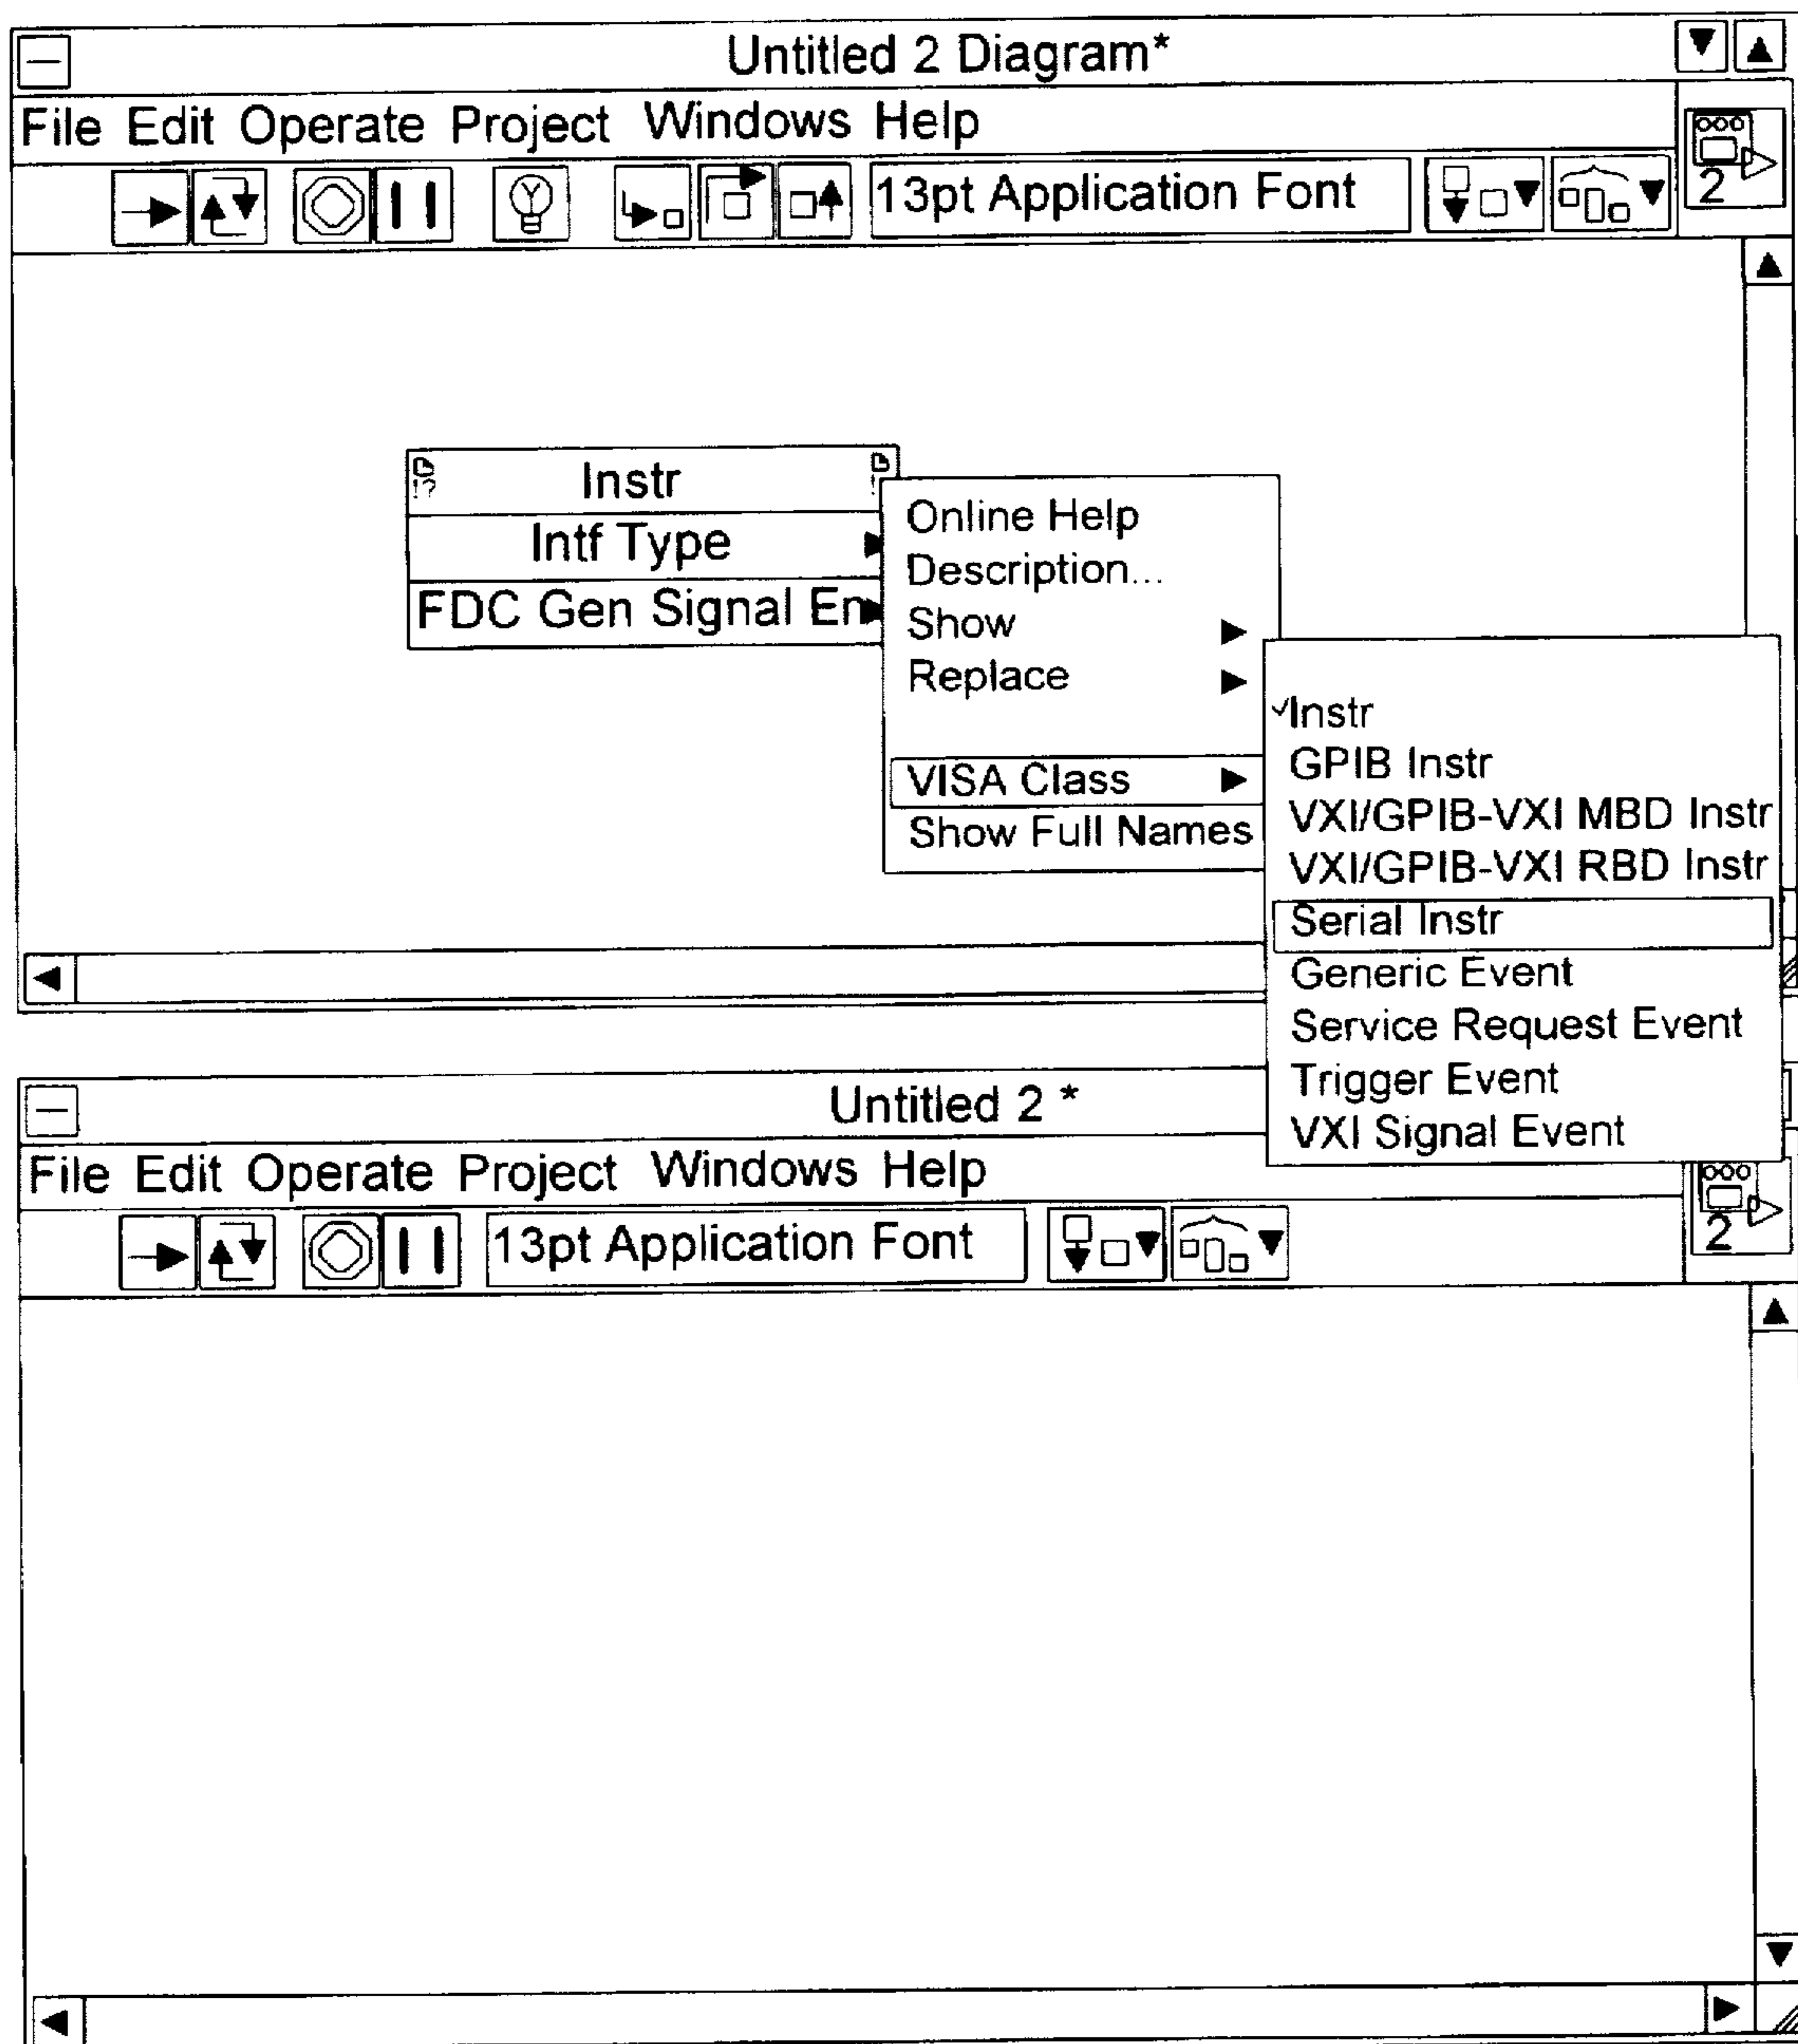 Untitled 2 Diagram*
File Edit Operate Project Windows Help
13pt Application Font
2
Instr
Intf Type
FDC Gen Signal En
!?
Online Help
Description...
Show
Replace
VISA Class
Show Full Names
✓Instr
GPIB Instr
VXI/GPIB-VXI MBD Instr
VXI/GPIB-VXI RBD Instr
Serial Instr
Generic Event
Service Request Event
Trigger Event
VXI Signal Event
Untitled 2 *
File Edit Operate Project Windows Help
13pt Application Font
2